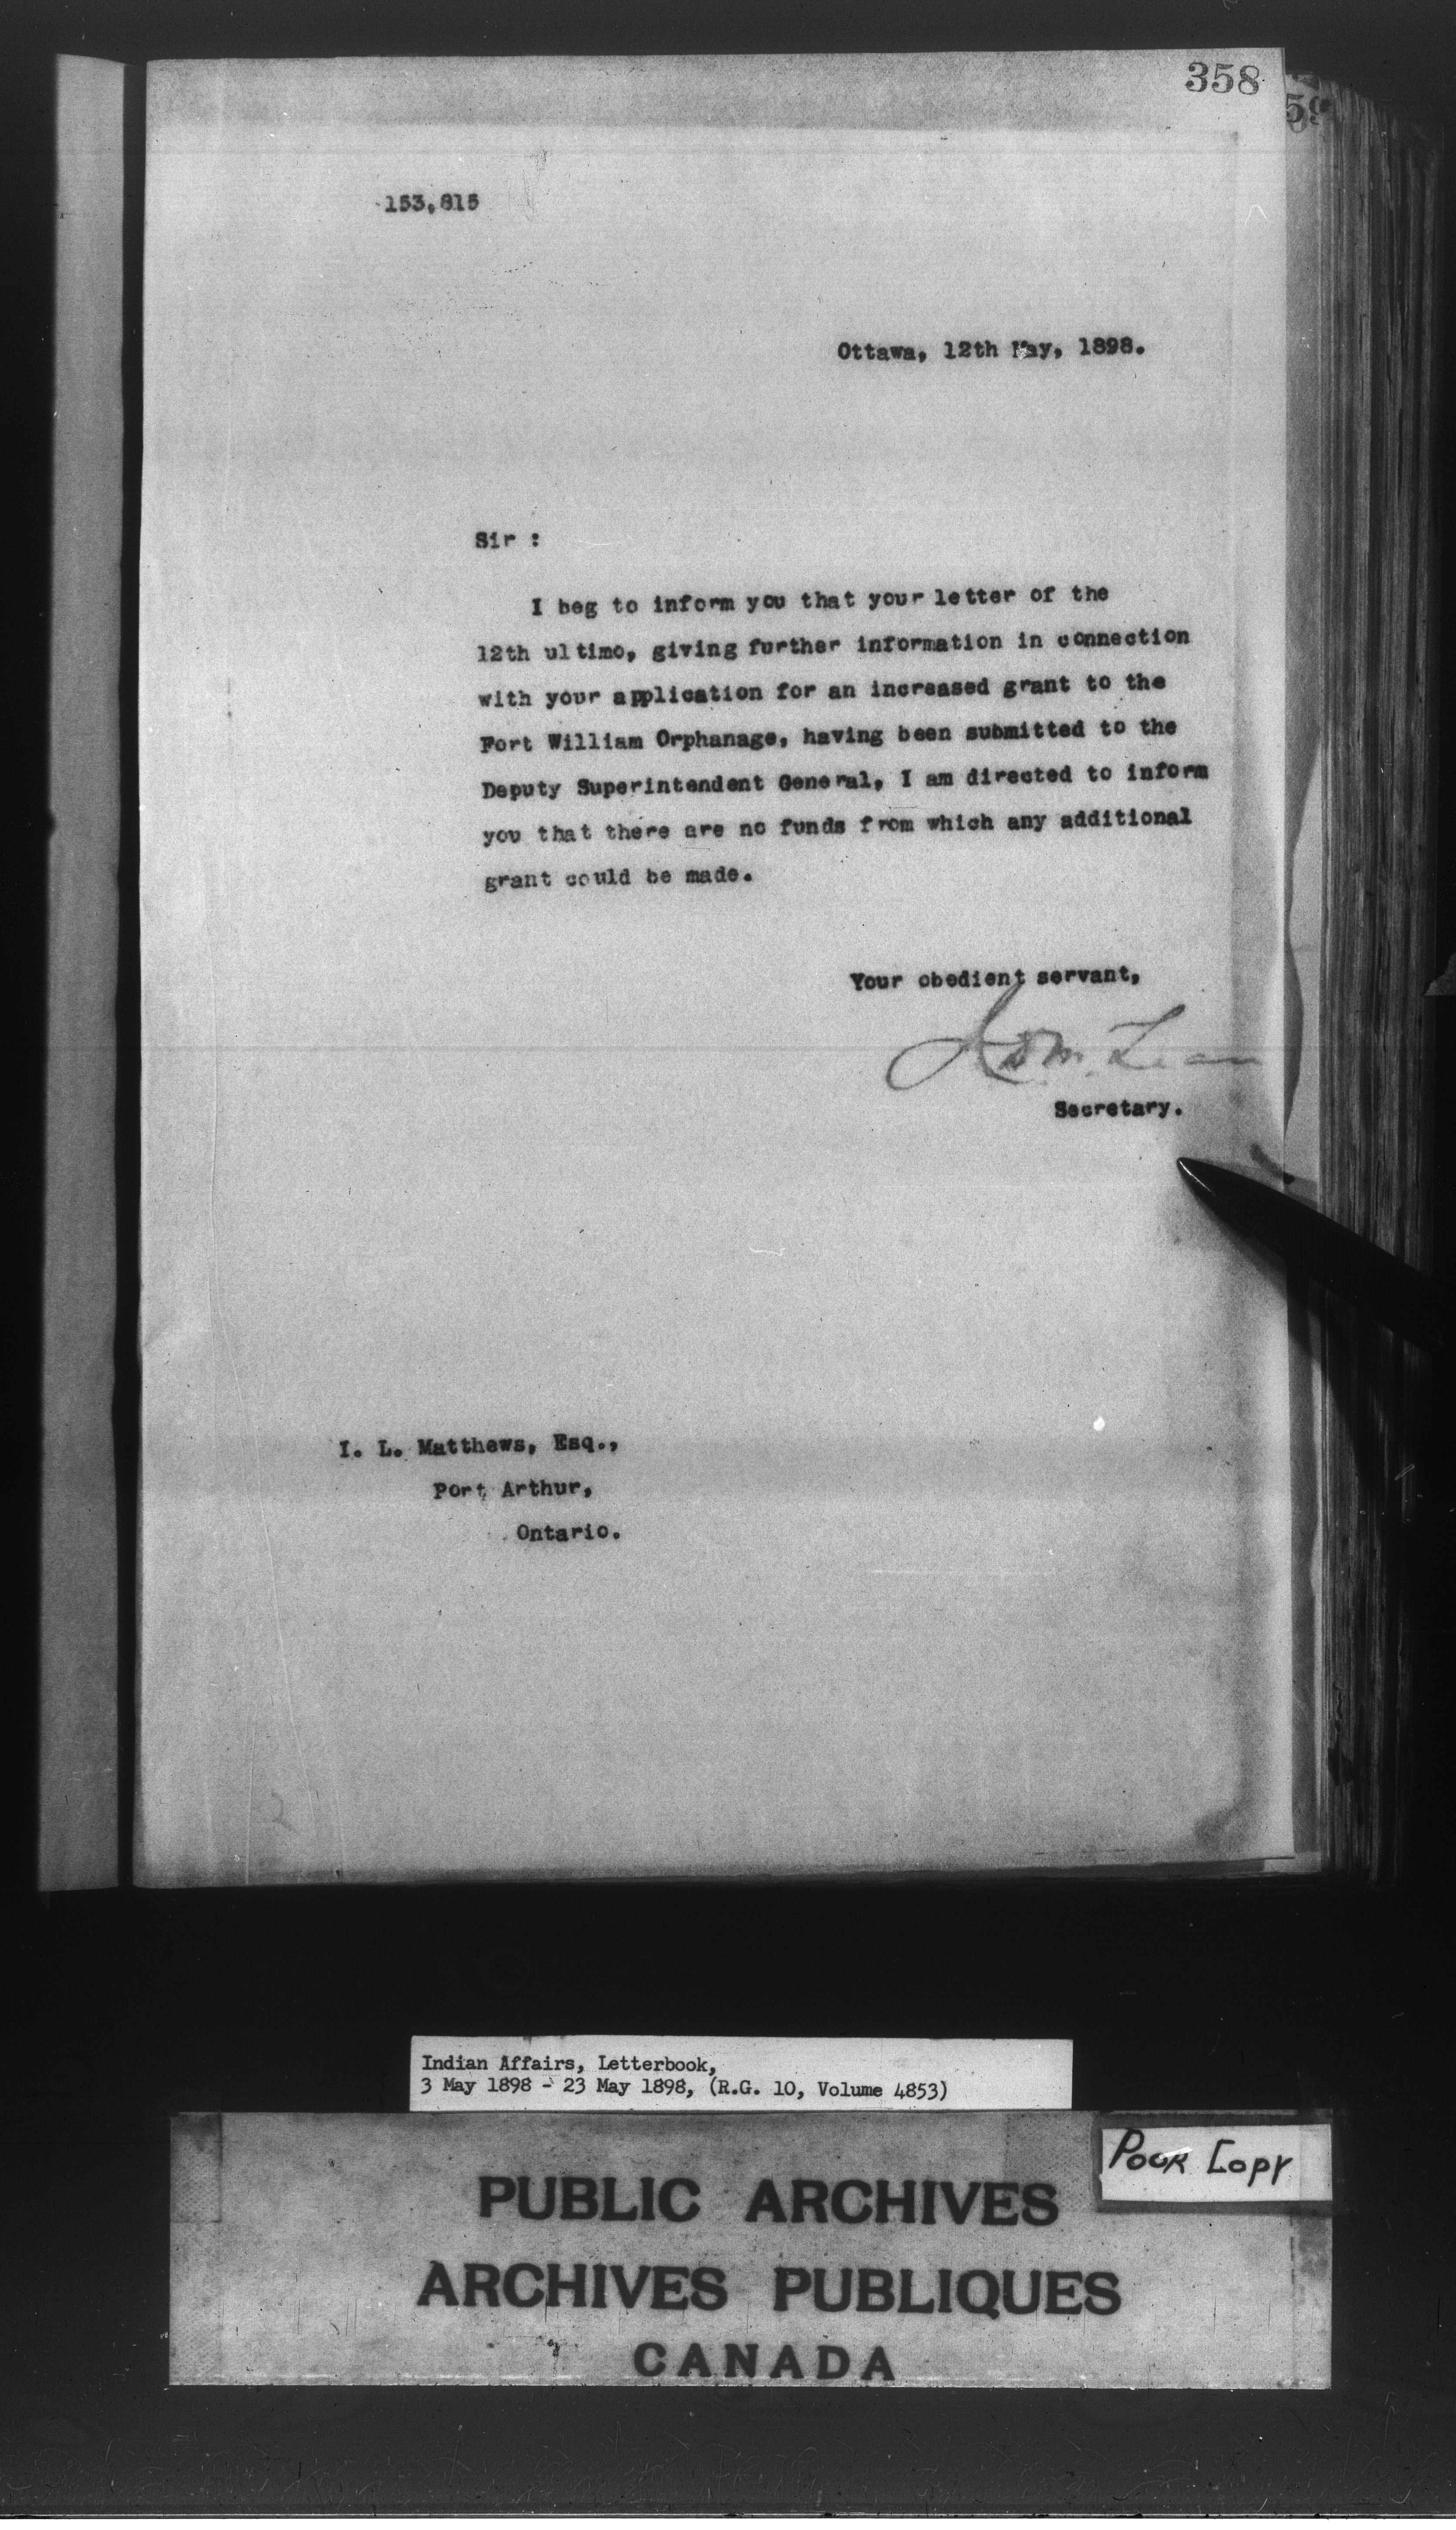 358
59
153,815
Ottawa, 12th May, 1898.
Sir :
I beg to inform you that your letter of the
12th ultimo, giving further information in connection
with your application for an increased grant to the
Fort William Orphanage, having been submitted to the
Deputy Superintendent General, I am directed to inform
you that there are no funds from which any additional
grant could be made.
Your obedient servant,
J D McLean
Secretary.
I. L. Matthews, Esq.,
Port Arthur,
Ontario.
Indian Affairs, Letterbook,
3 May 1898 - 23 May 1898, (R.G. 10, Volume 4853)
Poor Copy
PUBLIC ARCHIVES
ARCHIVES PUBLIQUES
CANADA